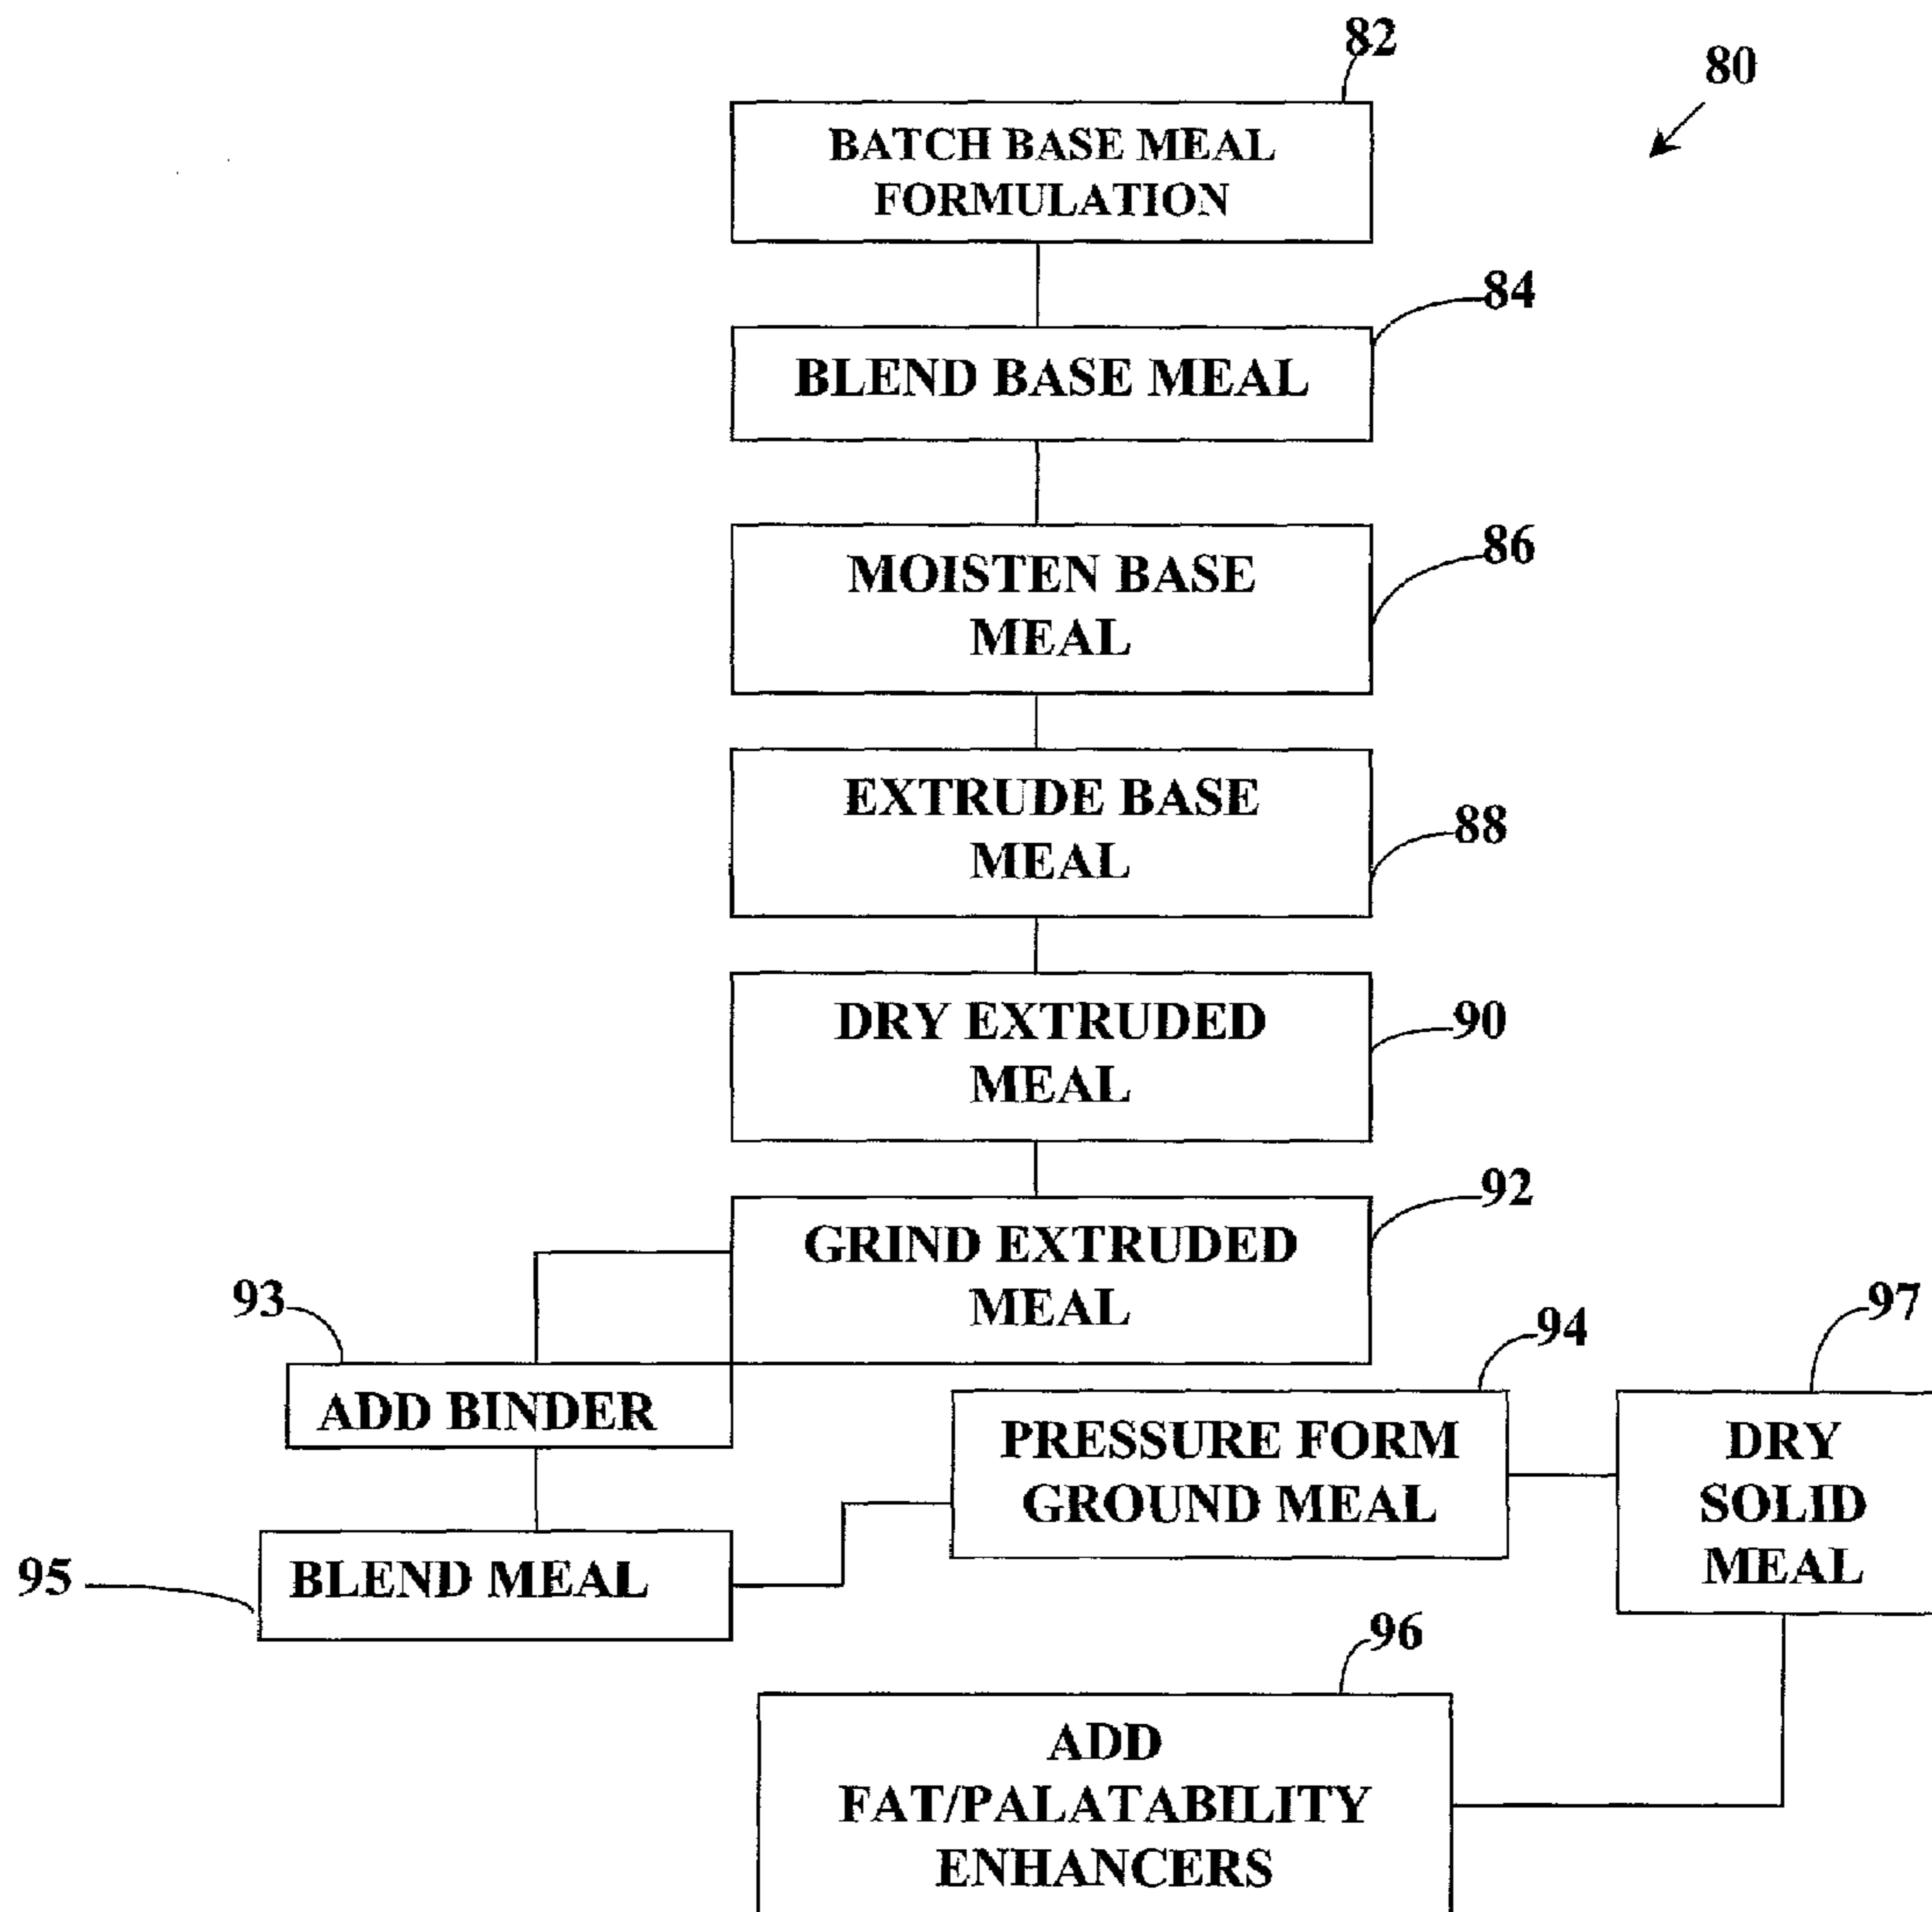 82
80
BATCH BASE MEAL
FORMULATION
84
BLEND BASE MEAL
86
MOISTEN BASE
MEAL
EXTRUDE BASE
MEAL
88
DRY EXTRUDED
MEAL
90
92
GRIND EXTRUDED
MEAL
93
ADD BINDER
94
PRESSURE FORM
GROUND MEAL
97
DRY
SOLID
MEAL
95
BLEND MEAL
96
ADD
FAT/PALATABILITY
ENHANCERS